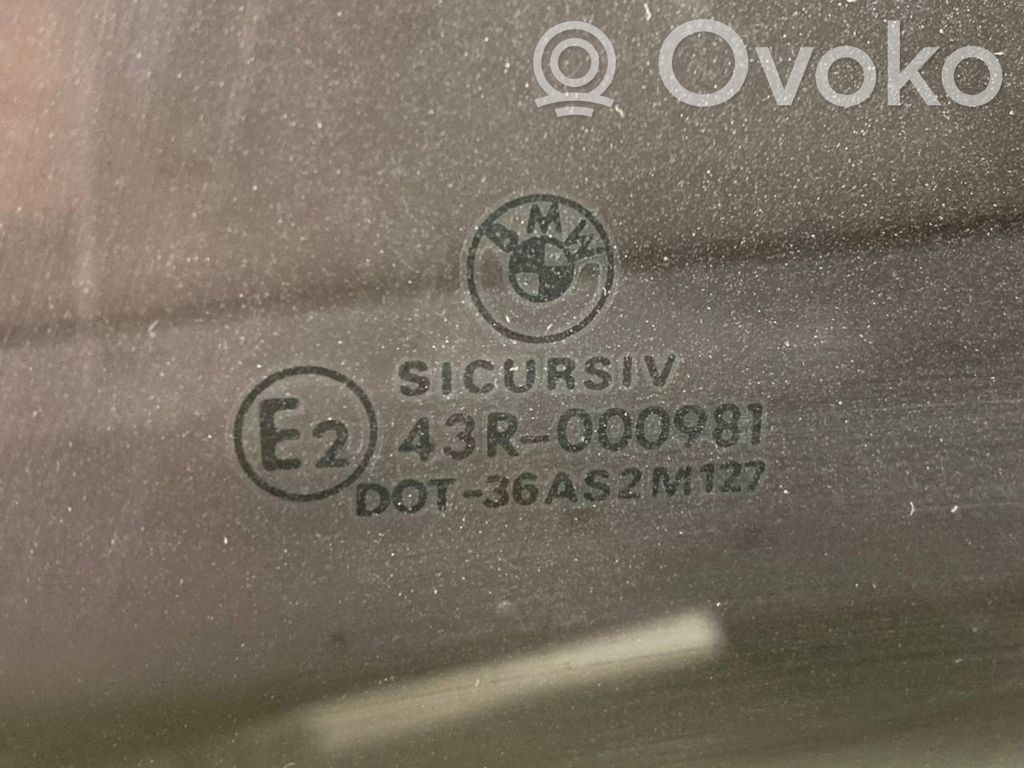 Ovoko
BMW
SICURSIV
E2
43R-000981
DOT-36AS2M127